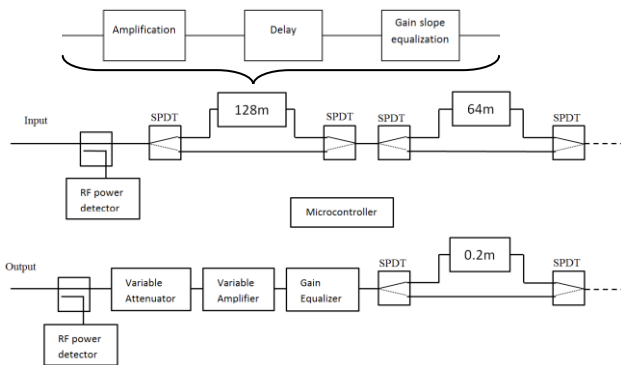 Amplification
Delay
Gain slope
equalization
Input
SPDT
128m
SPDT
SPDT
64m
SPDT
RF power
detector
Microcontroller
Output
Variable
Attenuator
Variable
Amplifier
Gain
Equalizer
SPDT
0.2m
SPDT
RF power
detector